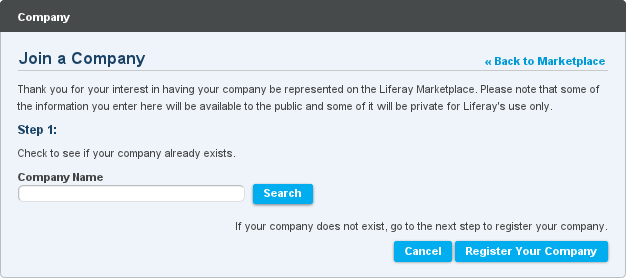 Company
Join a Company
« Back to Marketplace
Thank you for your interest in having your company be represented on the Liferay Marketplace. Please note that some of
the information you enter here will be available to the public and some of it will be private for Liferay's use only.
Step 1:
Check to see if your company already exists.
Company Name
Search
If your company does not exist, go to the next step to register your company.
Cancel
Register Your Company